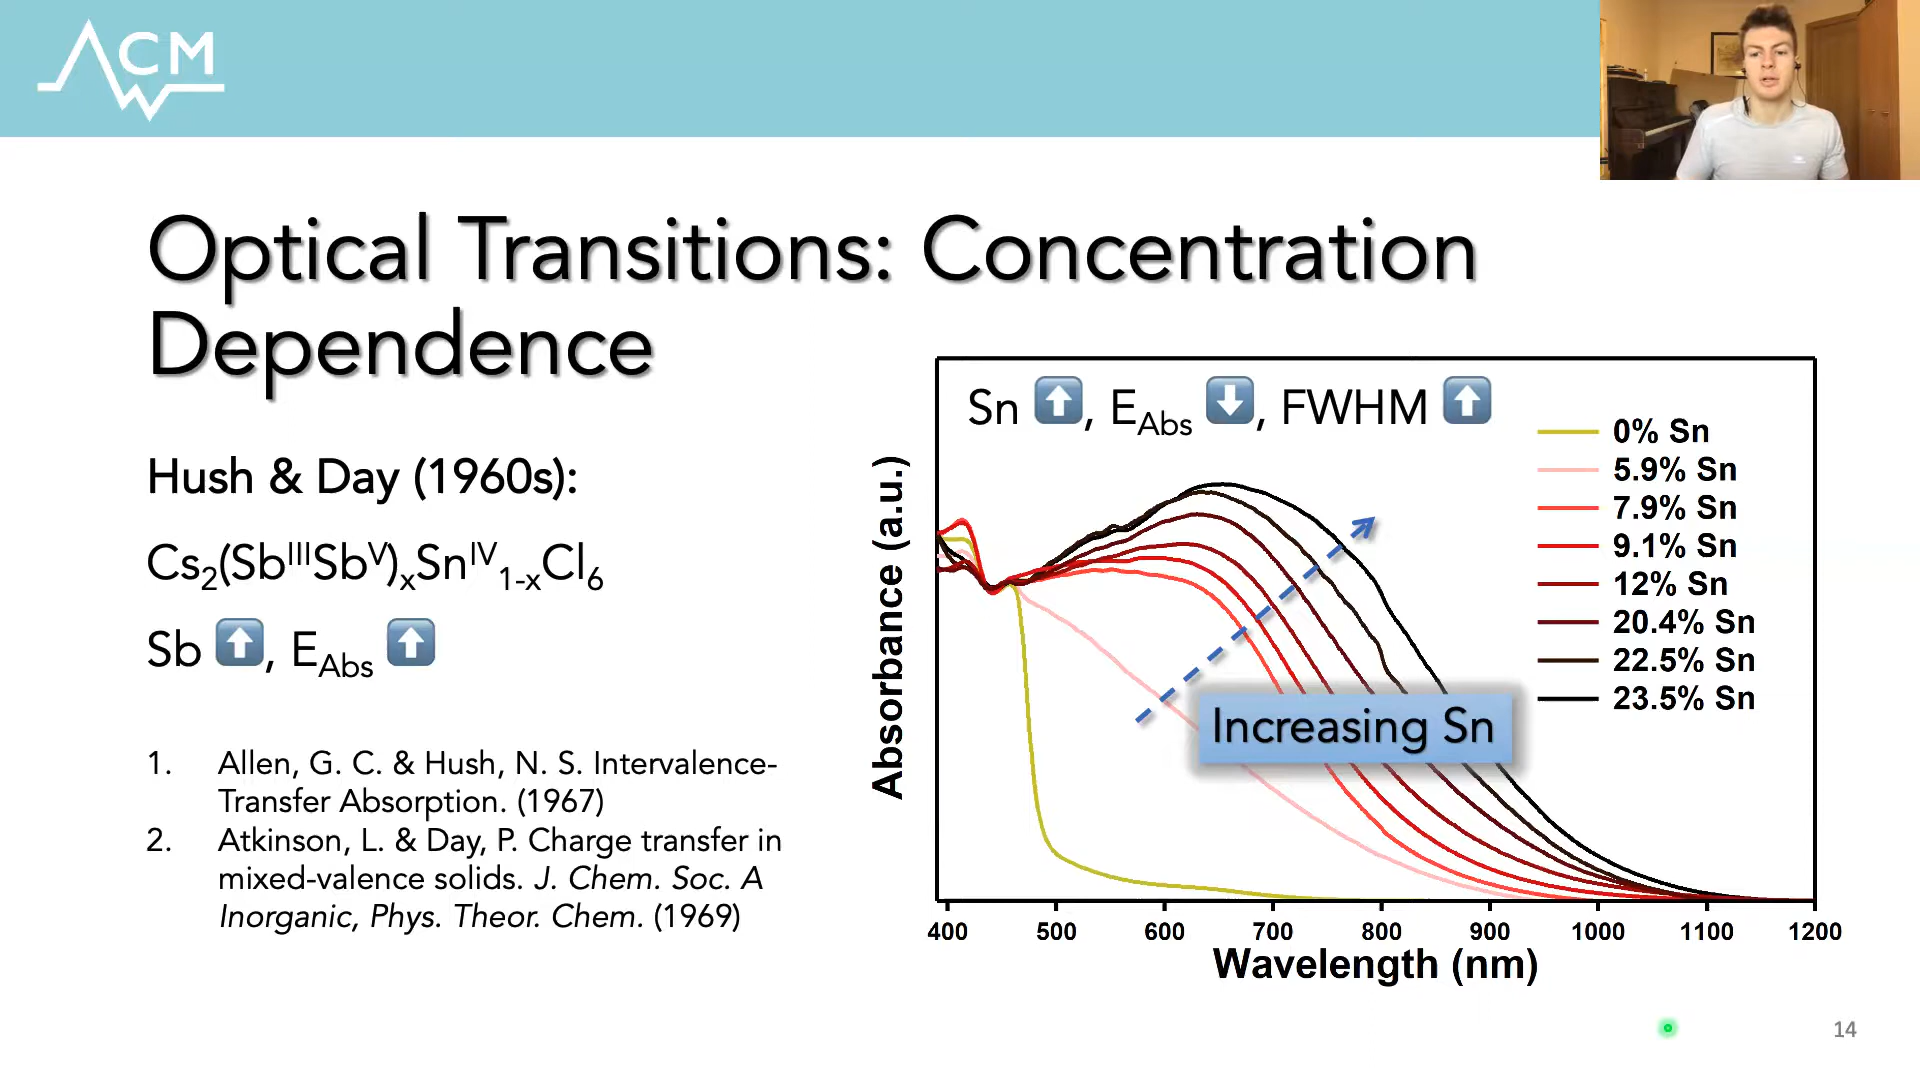 ACM
W
Optical Transitions: Concentration
Dependence
Hush & Day (1960s):
Cs₂(SbᴵᴵᴵSbⱽ)ₓSnᴵⱽ₁₋ₓCl₆
Sb ⬆, E_Abs ⬆
1. Allen, G. C. & Hush, N. S. Intervalence-
Transfer Absorption. (1967)
2. Atkinson, L. & Day, P. Charge transfer in
mixed-valence solids. J. Chem. Soc. A
Inorganic, Phys. Theor. Chem. (1969)
Sn ⬆, E_Abs ⬇, FWHM ⬆
0% Sn
5.9% Sn
7.9% Sn
9.1% Sn
12% Sn
20.4% Sn
22.5% Sn
23.5% Sn
Increasing Sn
Absorbance (a.u.)
400 500 600 700 800 900 1000 1100 1200
Wavelength (nm)
14